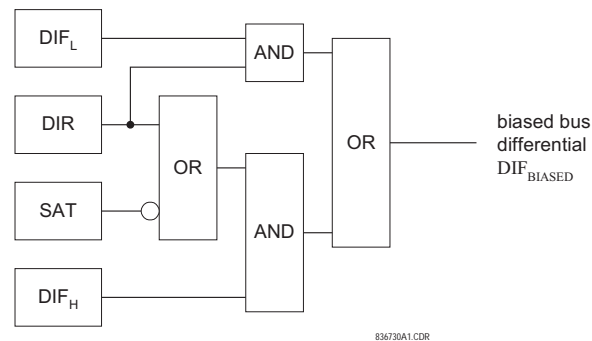 DIF_L
AND
DIR
OR
OR
biased bus
differential
DIF_BIASED
SAT
AND
DIF_H
836730A1.CDR